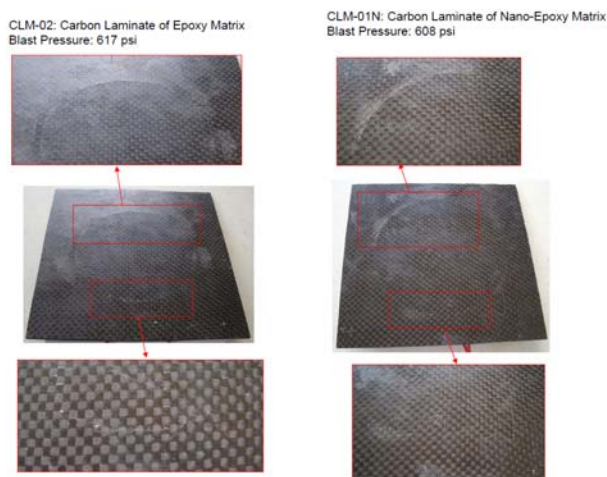 CLM-02: Carbon Laminate of Epoxy Matrix
Blast Pressure: 617 psi
CLM-01N: Carbon Laminate of Nano-Epoxy Matrix
Blast Pressure: 608 psi